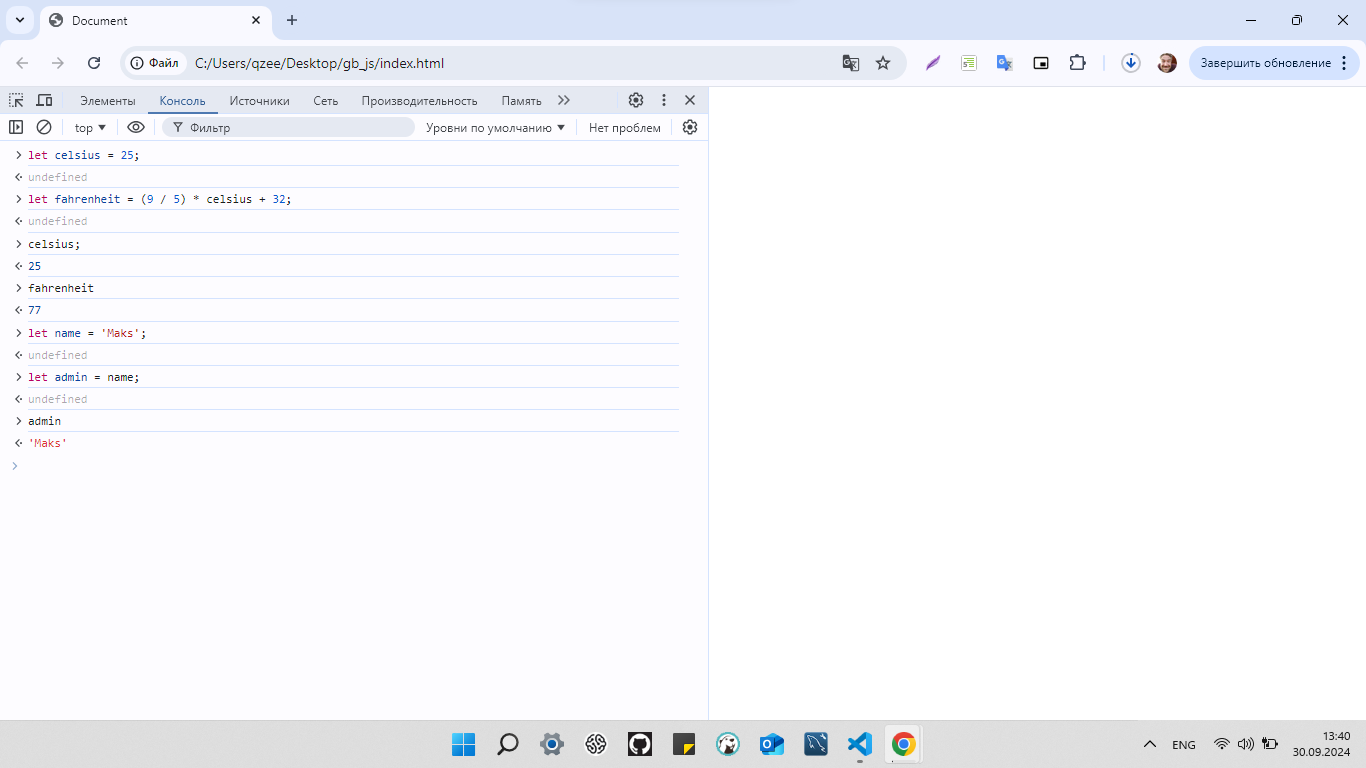 Document
Файл
C:/Users/qzee/Desktop/gb_js/index.html
Завершить обновление
Элементы Консоль Источники Сеть Производительность Память
top Фильтр Уровни по умолчанию Нет проблем
let celsius = 25;
undefined
let fahrenheit = (9 / 5) * celsius + 32;
undefined
celsius;
25
fahrenheit
77
let name = 'Maks';
undefined
let admin = name;
undefined
admin
'Maks'
ENG
13:40
30.09.2024